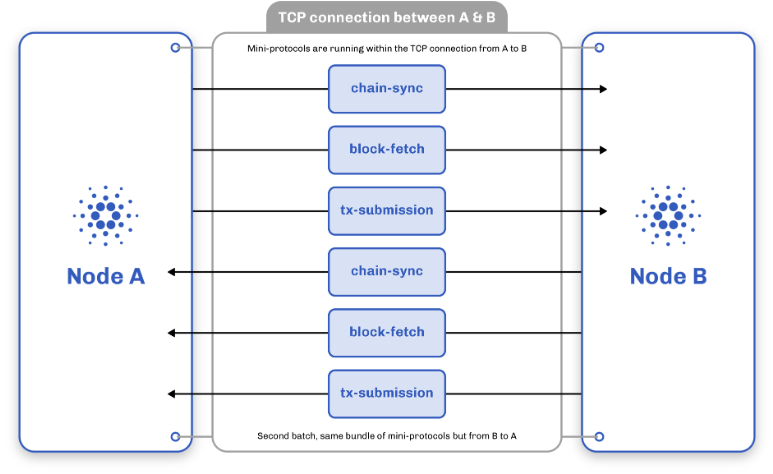 TCP connection between A & B
Mini-protocols are running within the TCP connection from A to B
chain-sync
block-fetch
tx-submission
Node A
Node B
chain-sync
block-fetch
tx-submission
Second batch, same bundle of mini-protocols but from B to A